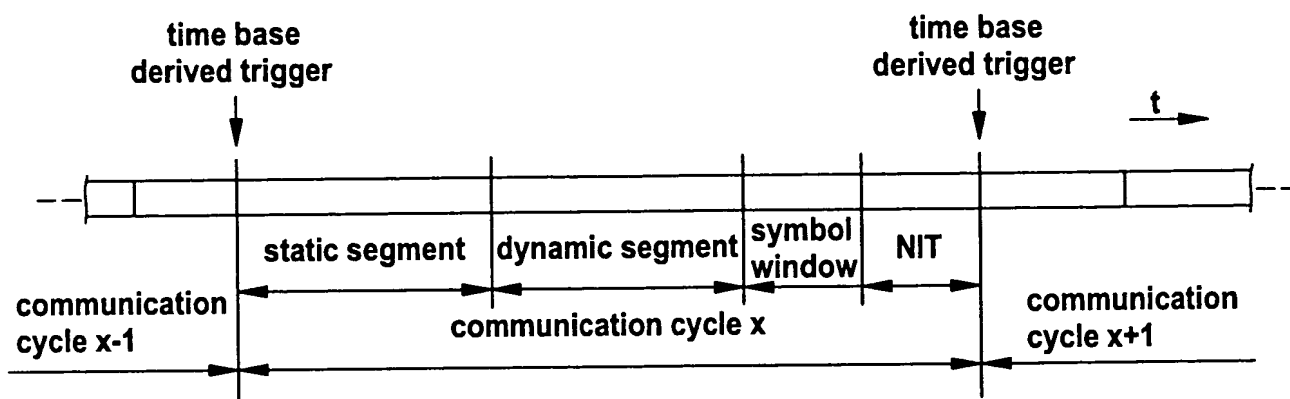 time base
derived trigger
time base
derived trigger
t
static segment
dynamic segment
symbol
window
NIT
communication
cycle x-1
communication cycle x
communication
cycle x+1